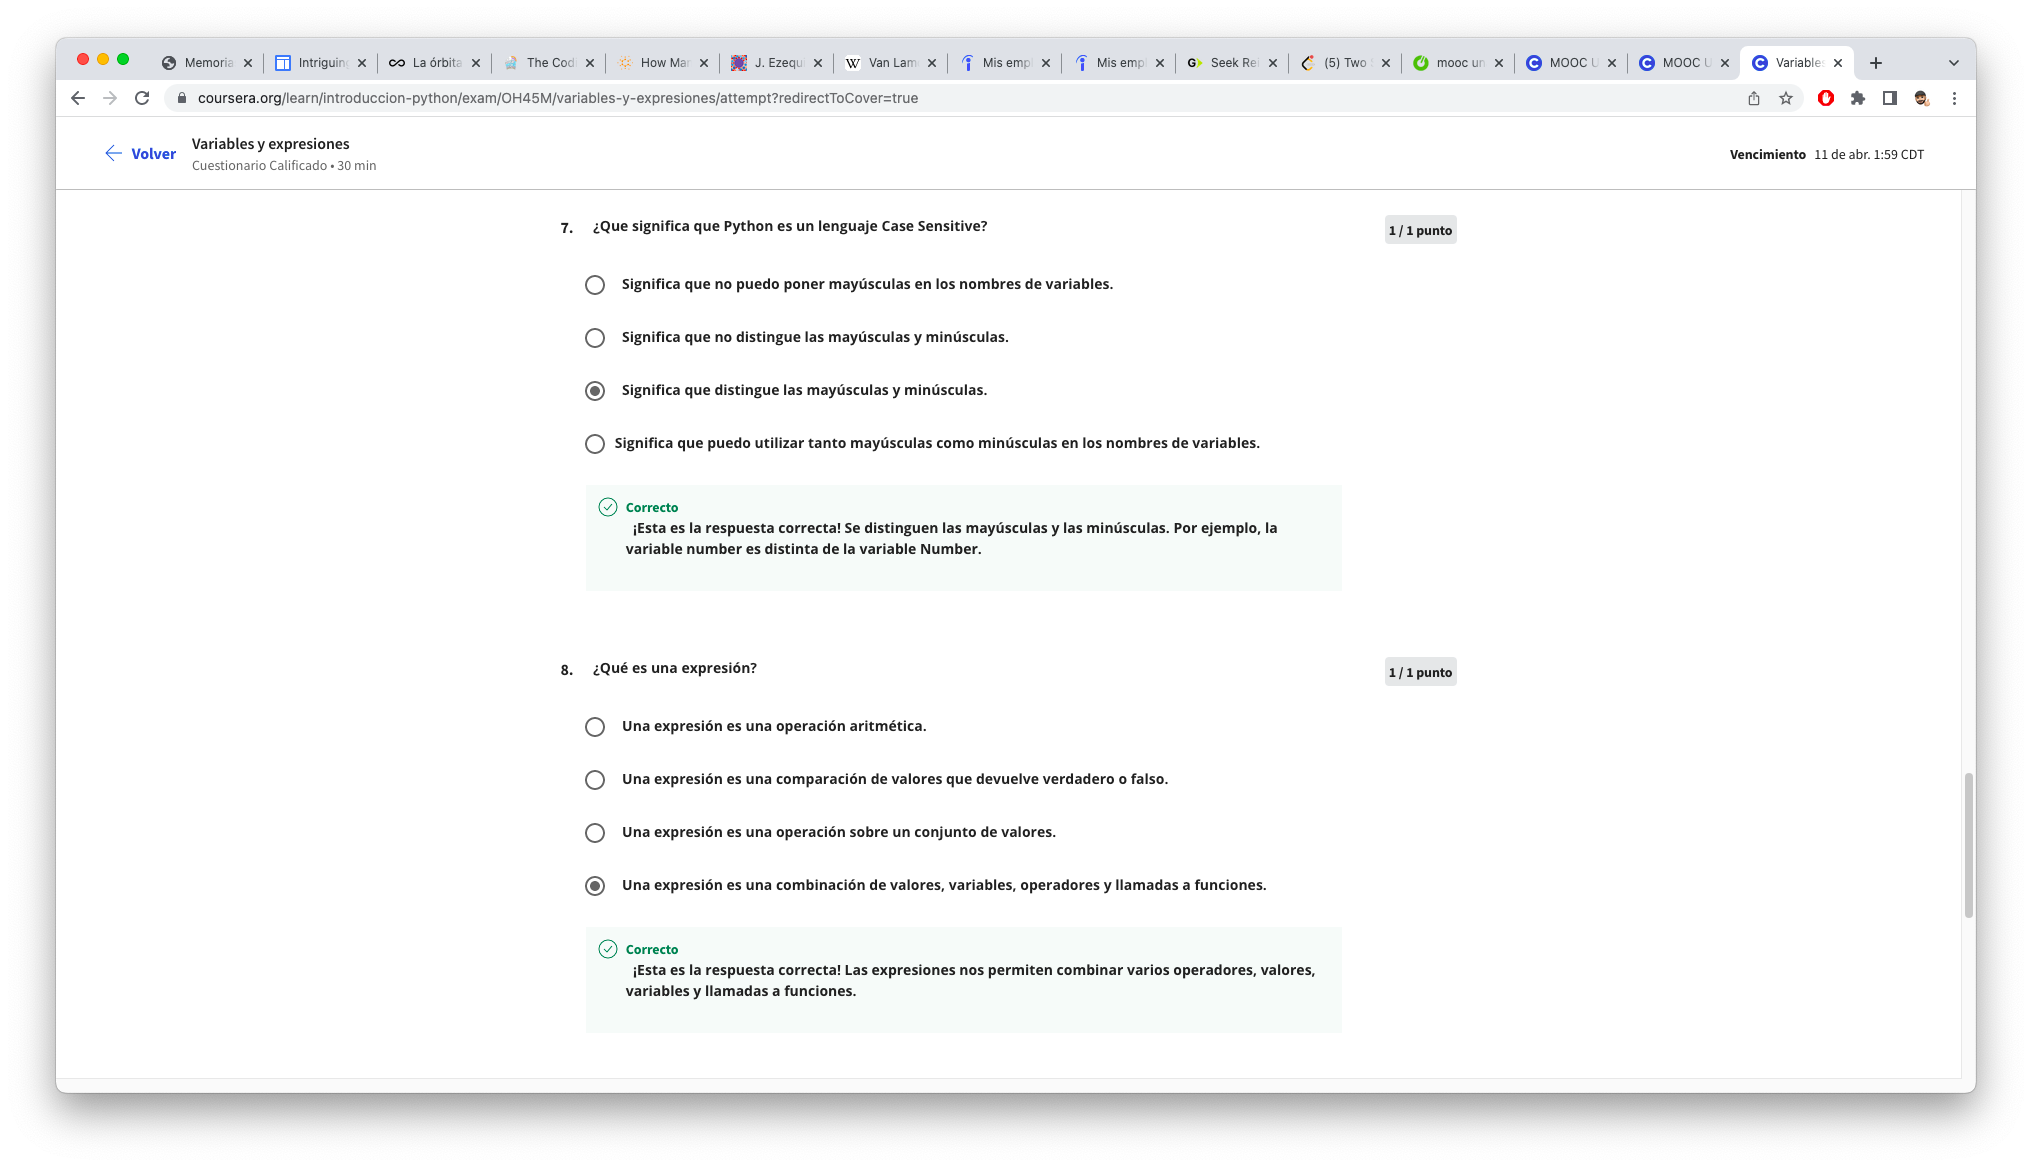 Memoria
Intriguin
La órbita
The Cod
How Mar
J. Ezequ
Van Lam
Mis emp
Mis emp
Seek Re
(5) Two
mooc un
MOOC U
MOOC U
Variables
coursera.org/learn/introduccion-python/exam/OH45M/variables-y-expresiones/attempt?redirectToCover=true
Volver
Variables y expresiones
Cuestionario Calificado • 30 min
Vencimiento 11 de abr. 1:59 CDT
7. ¿Que significa que Python es un lenguaje Case Sensitive?
1 / 1 punto
Significa que no puedo poner mayúsculas en los nombres de variables.
Significa que no distingue las mayúsculas y minúsculas.
Significa que distingue las mayúsculas y minúsculas.
Significa que puedo utilizar tanto mayúsculas como minúsculas en los nombres de variables.
Correcto
¡Esta es la respuesta correcta! Se distinguen las mayúsculas y las minúsculas. Por ejemplo, la
variable number es distinta de la variable Number.
8. ¿Qué es una expresión?
1 / 1 punto
Una expresión es una operación aritmética.
Una expresión es una comparación de valores que devuelve verdadero o falso.
Una expresión es una operación sobre un conjunto de valores.
Una expresión es una combinación de valores, variables, operadores y llamadas a funciones.
Correcto
¡Esta es la respuesta correcta! Las expresiones nos permiten combinar varios operadores, valores,
variables y llamadas a funciones.